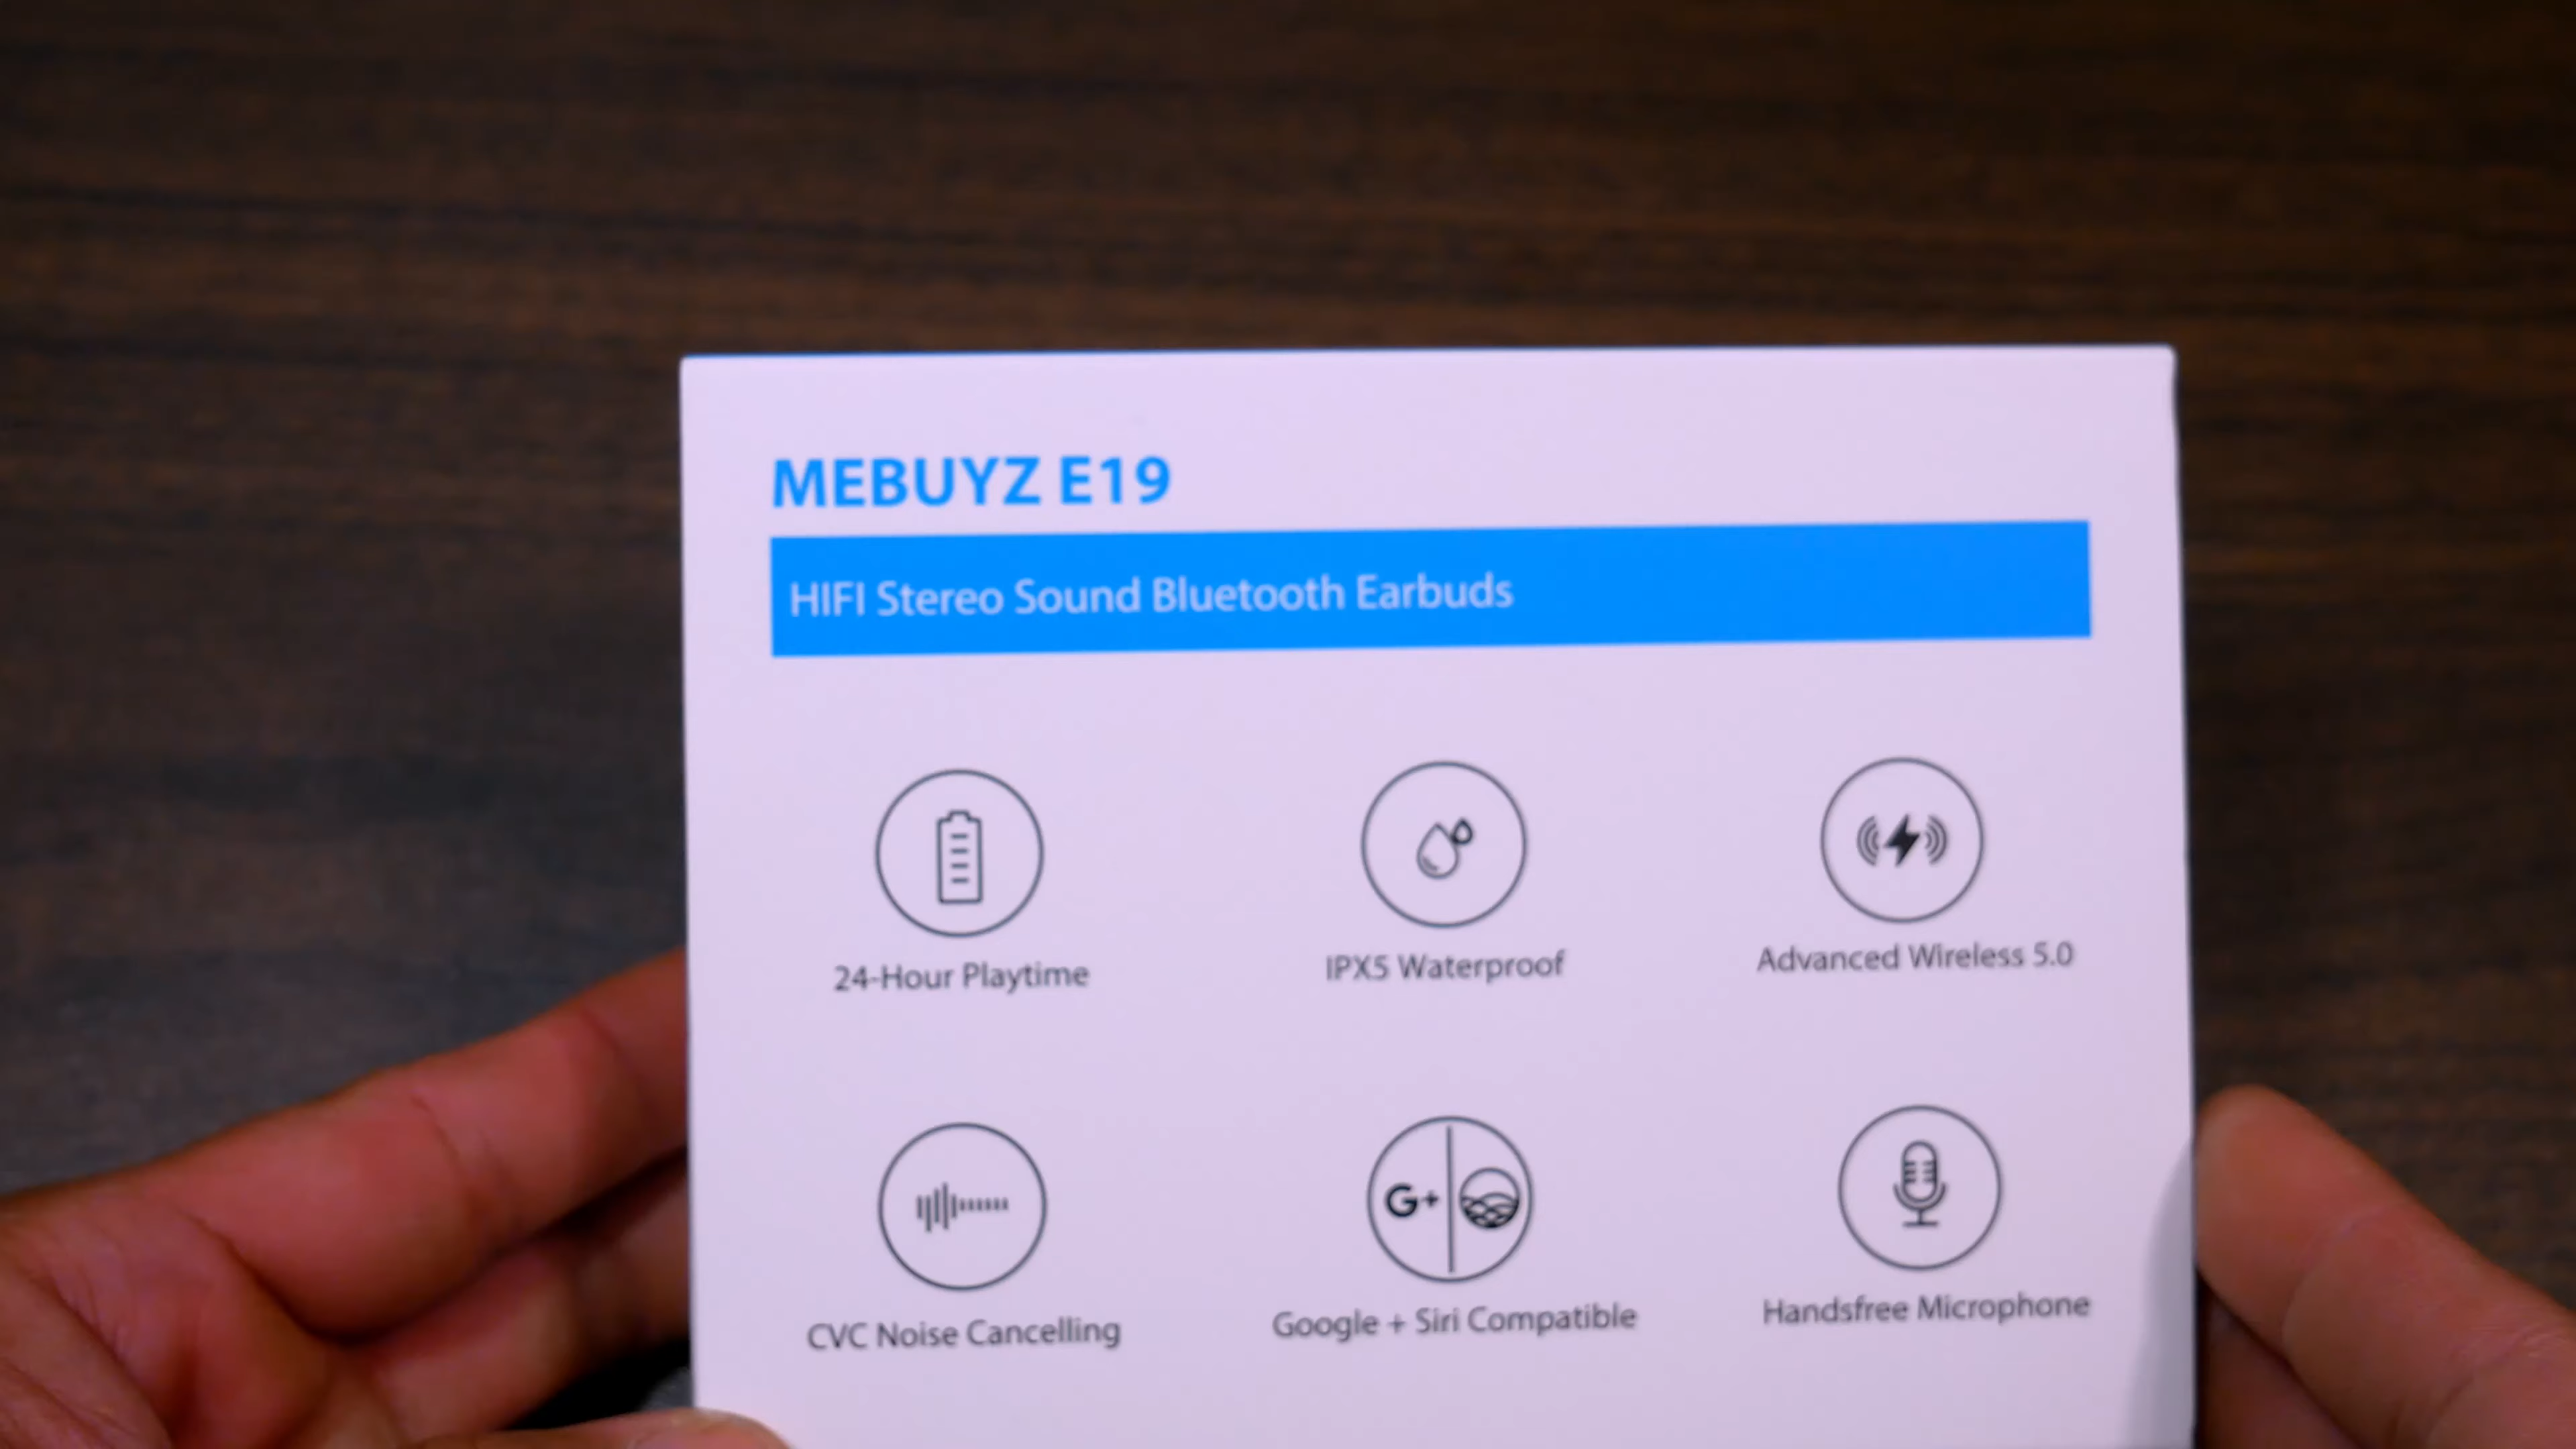 MEBUYZ E19
HIFI Stereo Sound Bluetooth Earbuds
24-Hour Playtime
IPX5 Waterproof
Advanced Wireless 5.0
G+
CVC Noise Cancelling
Google + Siri Compatible
Handsfree Microphone